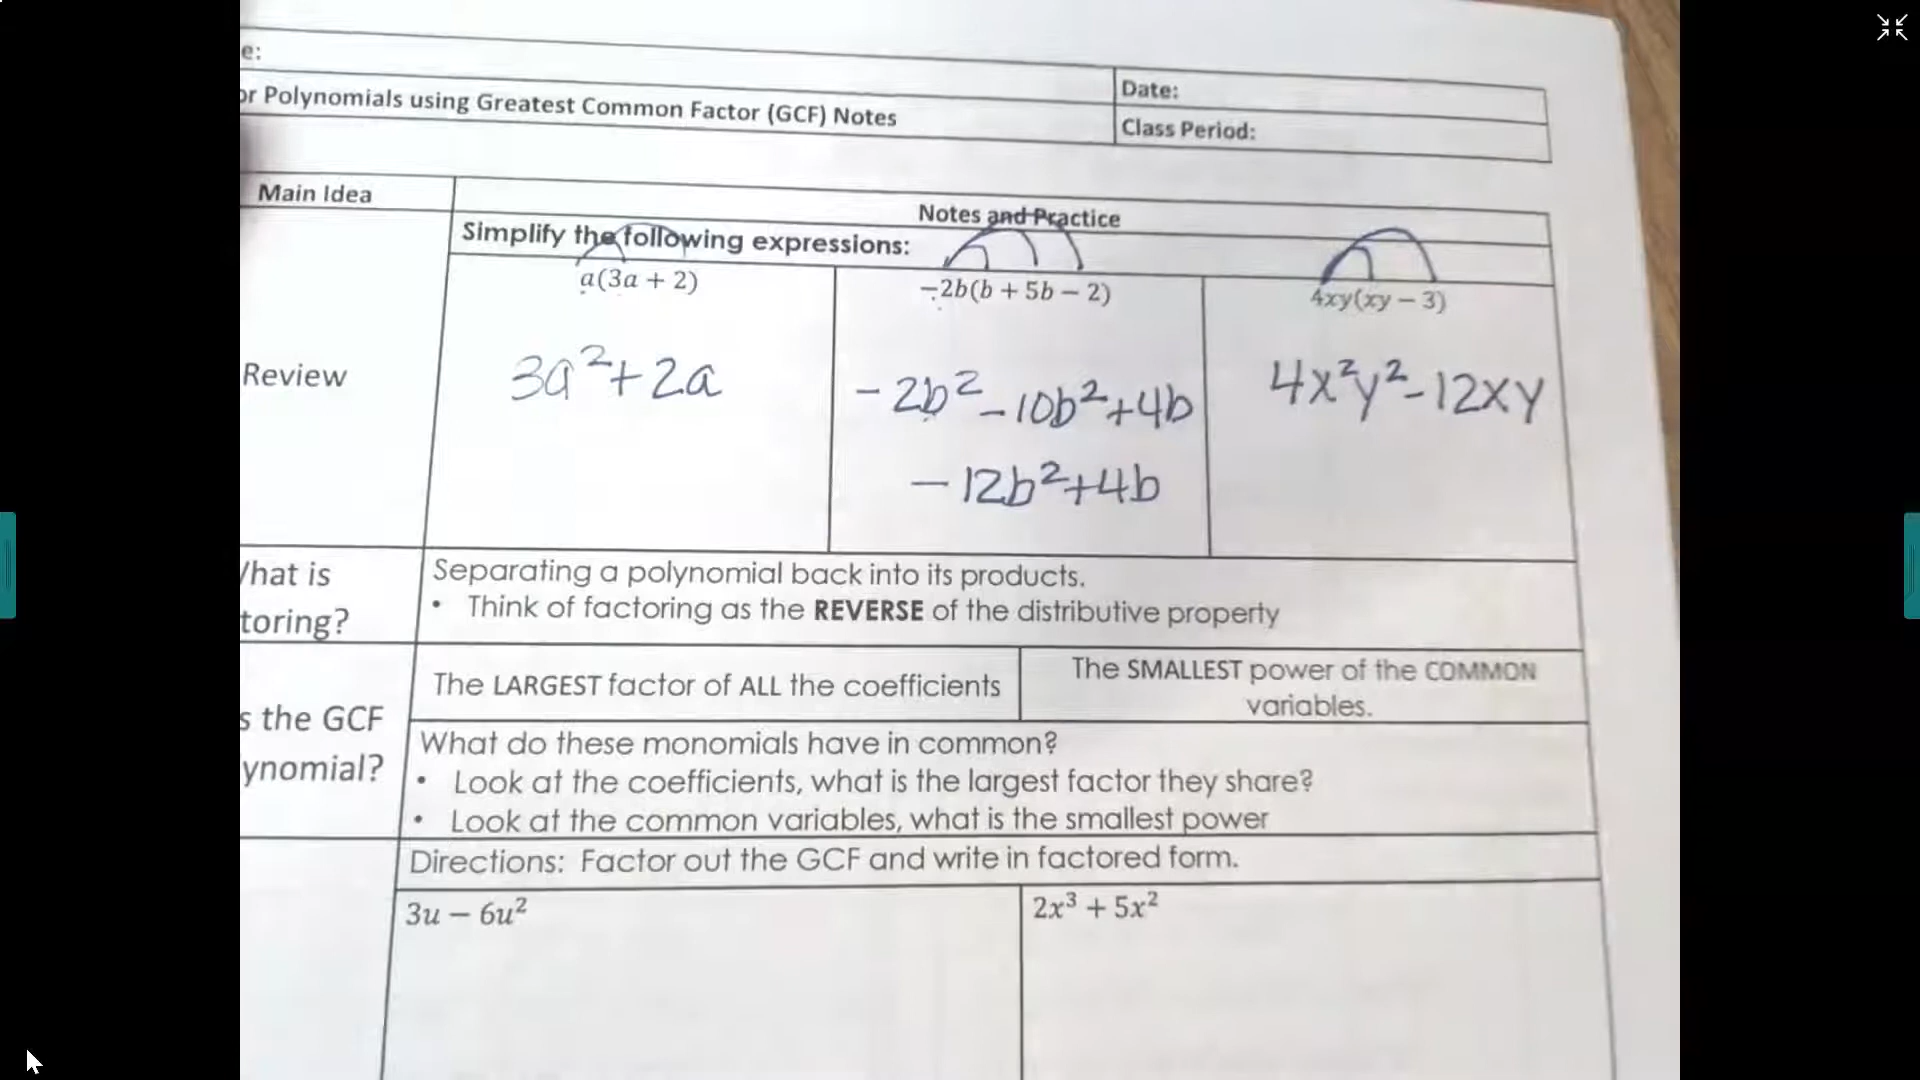 e:
Date:
or Polynomials using Greatest Common Factor (GCF) Notes
Class Period:
Main Idea
Notes and Practice
Simplify the following expressions:
a(3a + 2)
−2b(b + 5b − 2)
4xy(xy − 3)
Review
3a² + 2a
- 2b² - 10b² + 4b
- 12b² + 4b
4x²y² - 12xy
What is
toring?
Separating a polynomial back into its products.
• Think of factoring as the REVERSE of the distributive property
s the GCF
ynomial?
The LARGEST factor of ALL the coefficients
The SMALLEST power of the COMMON
variables.
What do these monomials have in common?
• Look at the coefficients, what is the largest factor they share?
• Look at the common variables, what is the smallest power
Directions: Factor out the GCF and write in factored form.
3u − 6u²
2x³ + 5x²